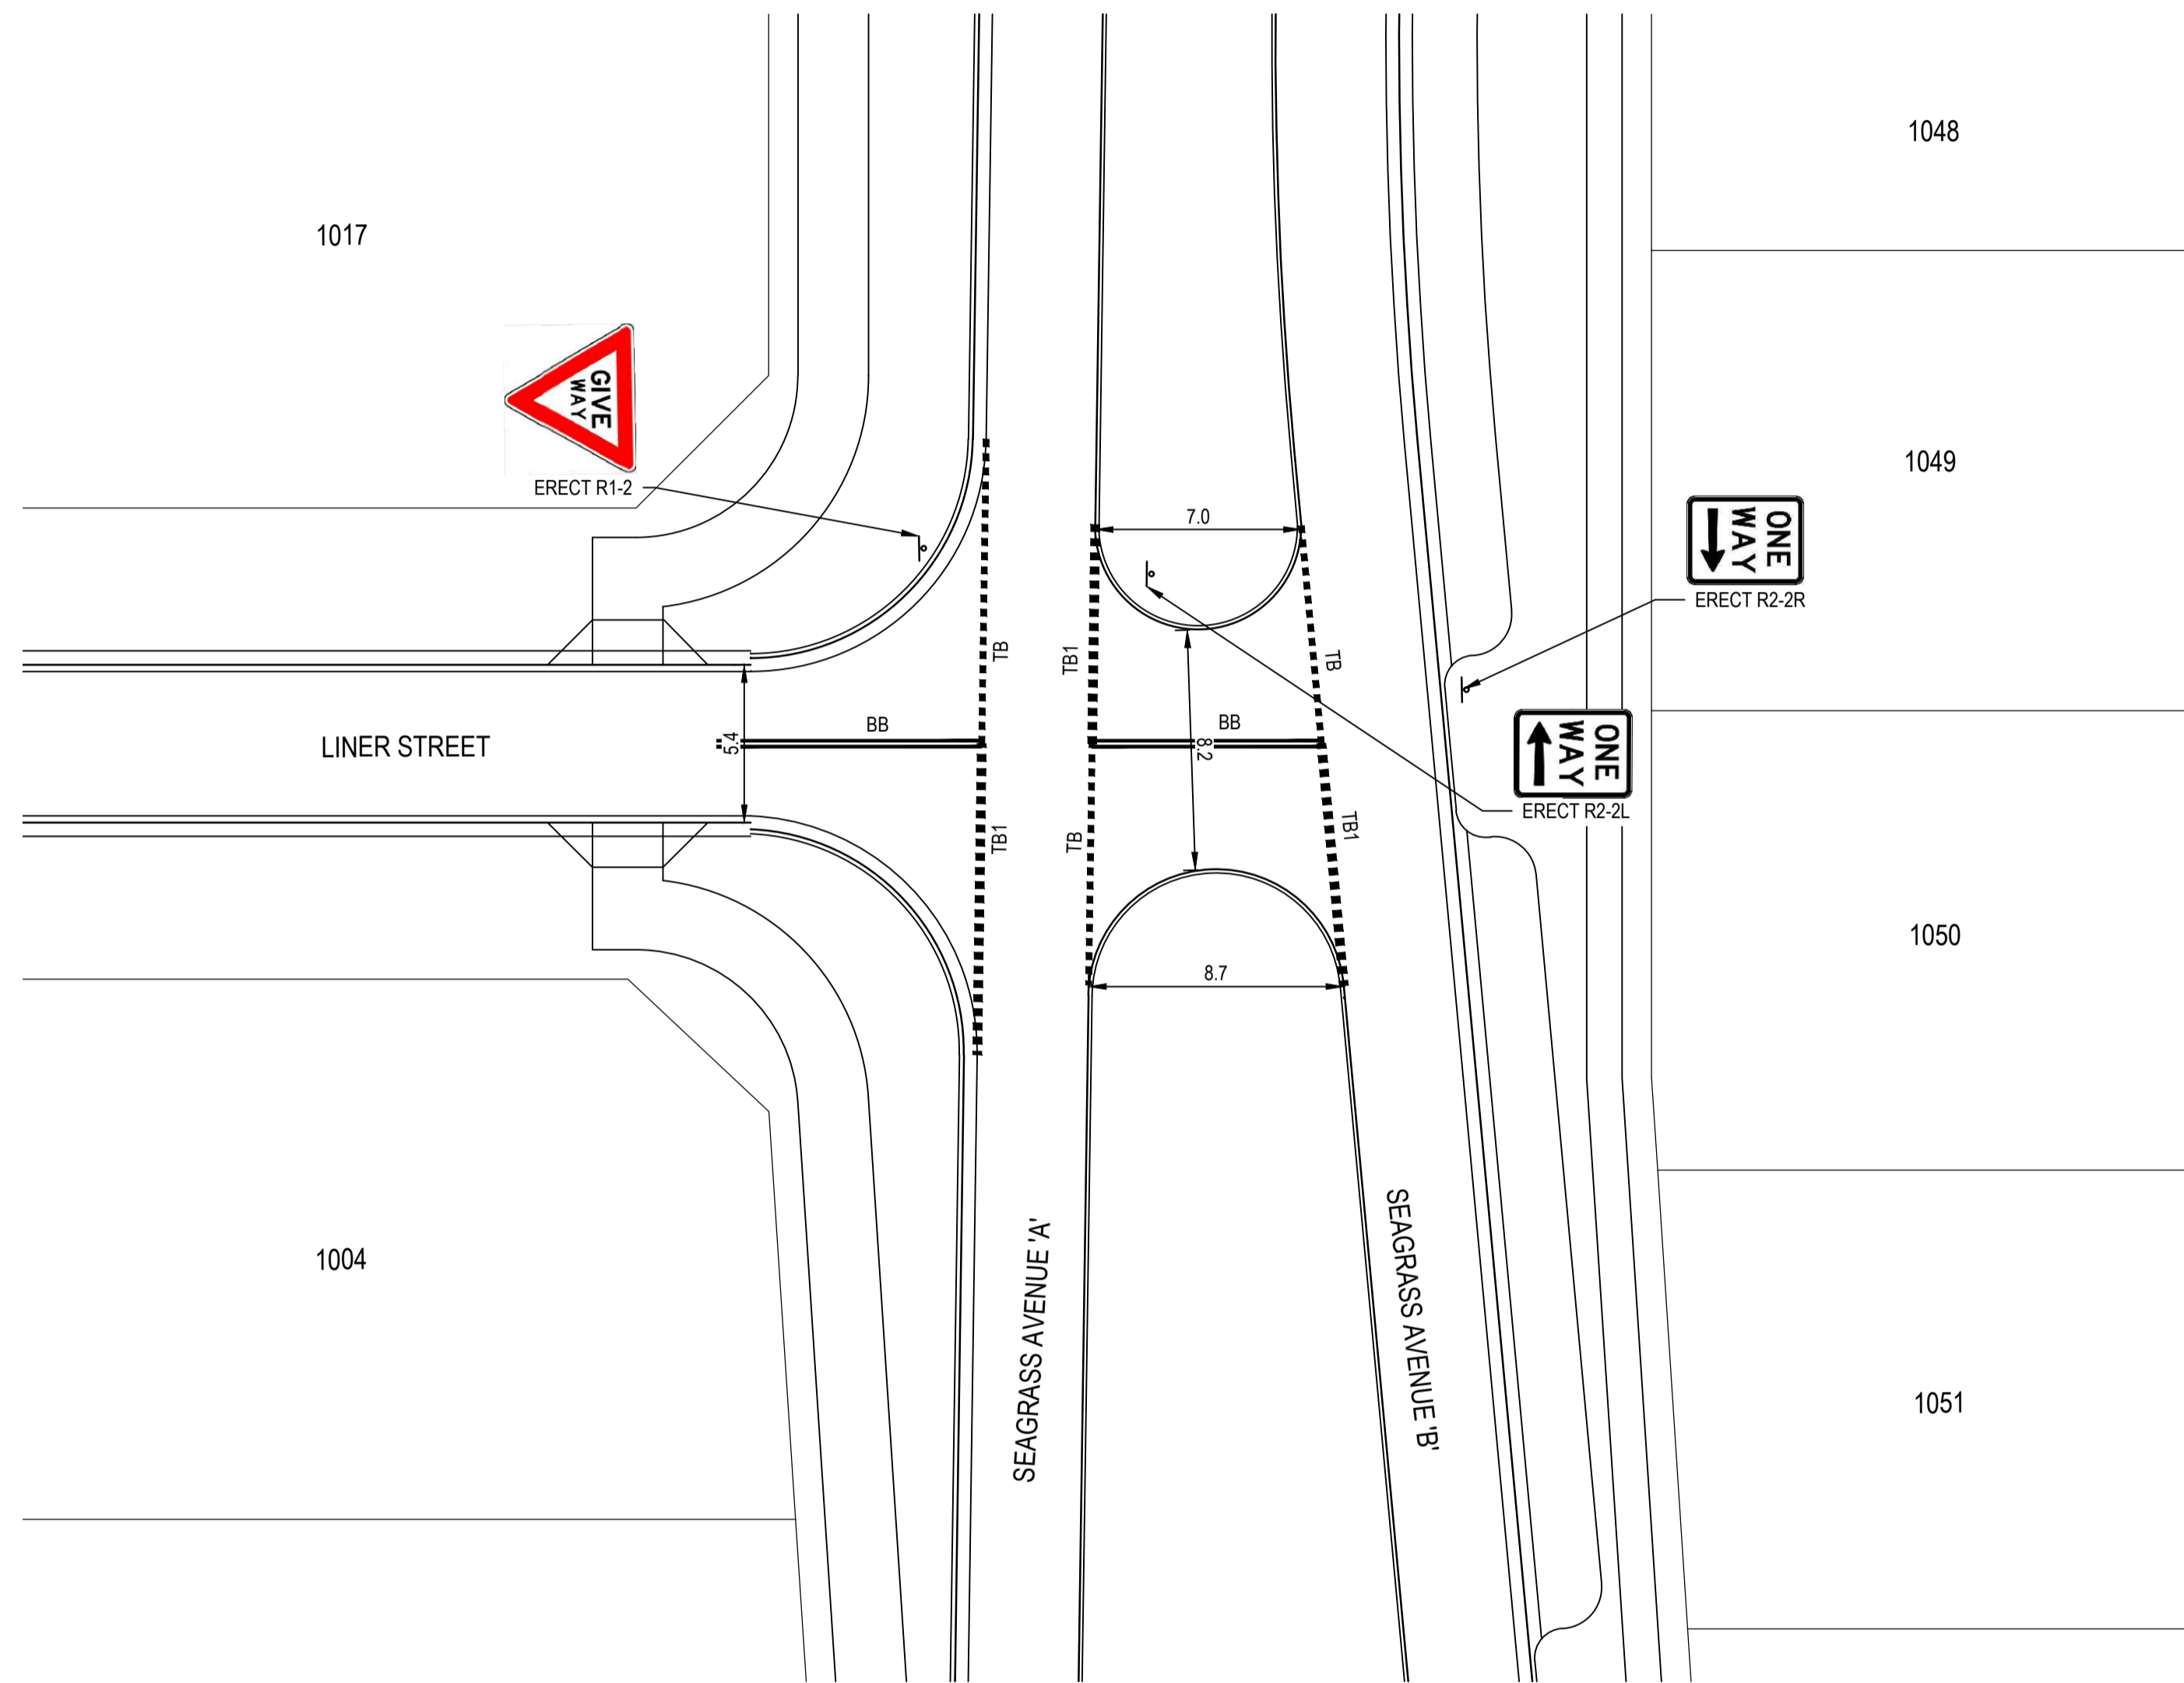 1048
1017
1049
GIVE
WAY
ERECT R1-2
7.0
ONE
WAY
ERECT R2-2R
TB
TB1
TB
BB
BB
LINER STREET
5.4
8.2
ONE
WAY
ERECT R2-2L
TB1
TB
TB1
1050
8.7
SEAGRASS AVENUE 'A'
SEAGRASS AVENUE 'B'
1004
1051